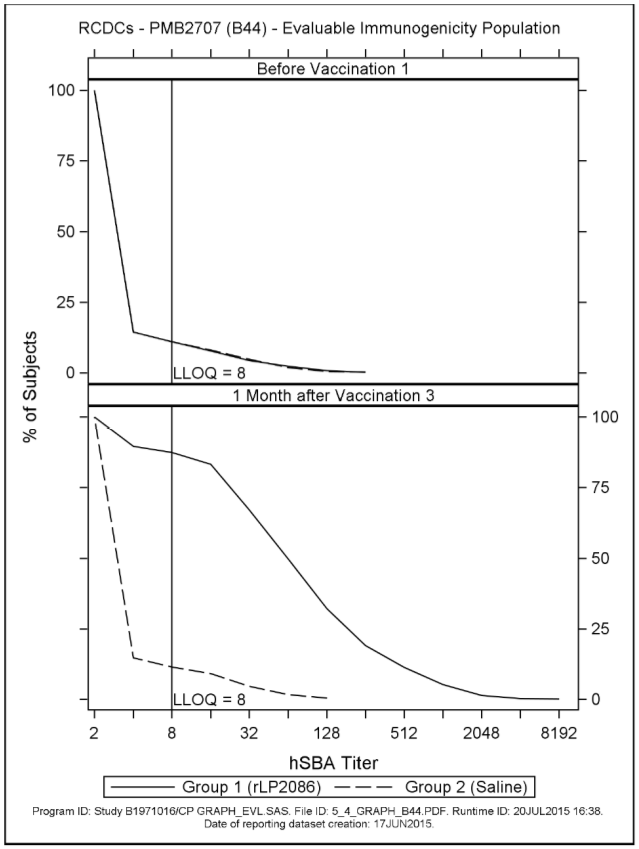 RCDCs - PMB2707 (B44) - Evaluable Immunogenicity Population
Before Vaccination 1
100
75
50
25
0
LLOQ = 8
% of Subjects
1 Month after Vaccination 3
100
75
50
25
0
LLOQ = 8
2 8 32 128 512 2048 8192
hSBA Titer
Group 1 (rLP2086) Group 2 (Saline)
Program ID: Study B1971016/CP GRAPH_EVL.SAS. File ID: 5_4_GRAPH_B44.PDF. Runtime ID: 20JUL2015 16:38.
Date of reporting dataset creation: 17JUN2015.